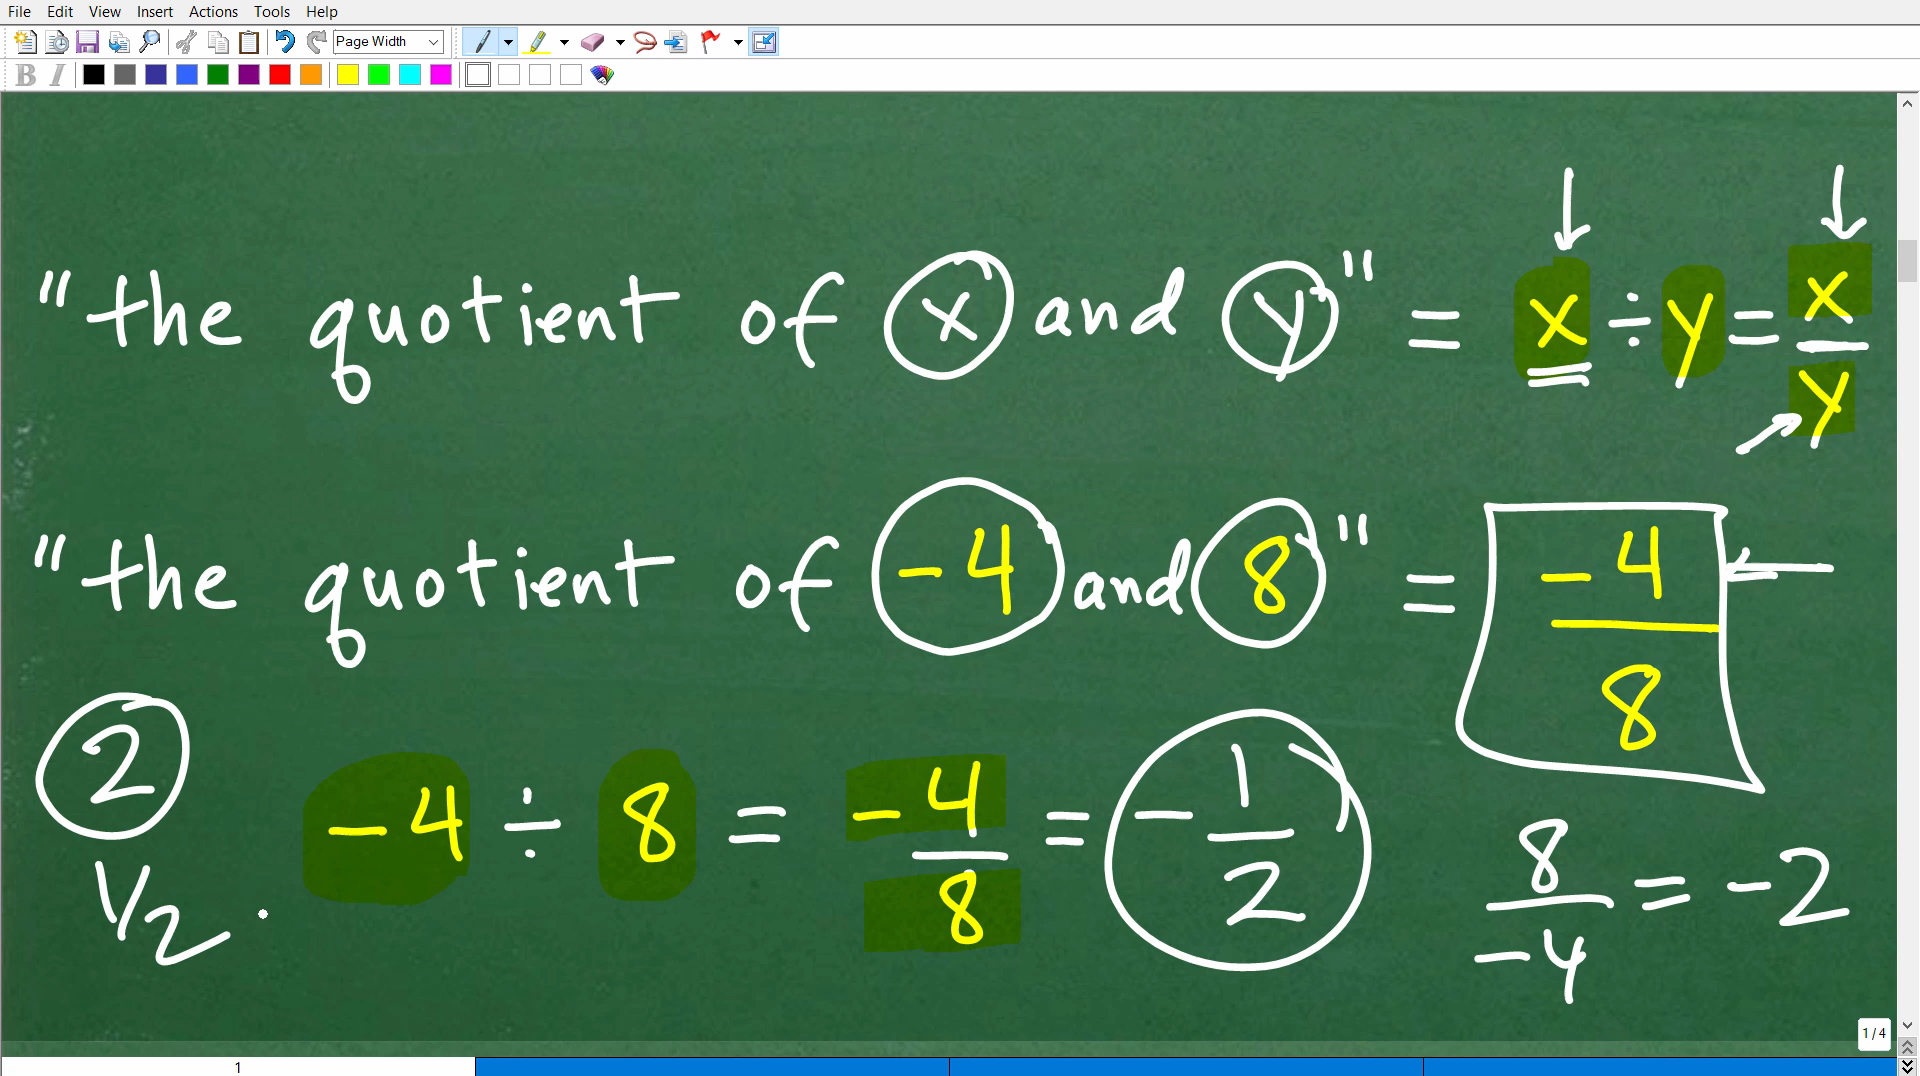 File Edit View Insert Actions Tools Help
Page Width
B I
"the quotient of x and y" = x ÷ y = x/y
"the quotient of -4 and 8" = -4/8
2
-4 ÷ 8 = -4/8 = -1/2
1/2
8/-4 = -2
1 / 4
1